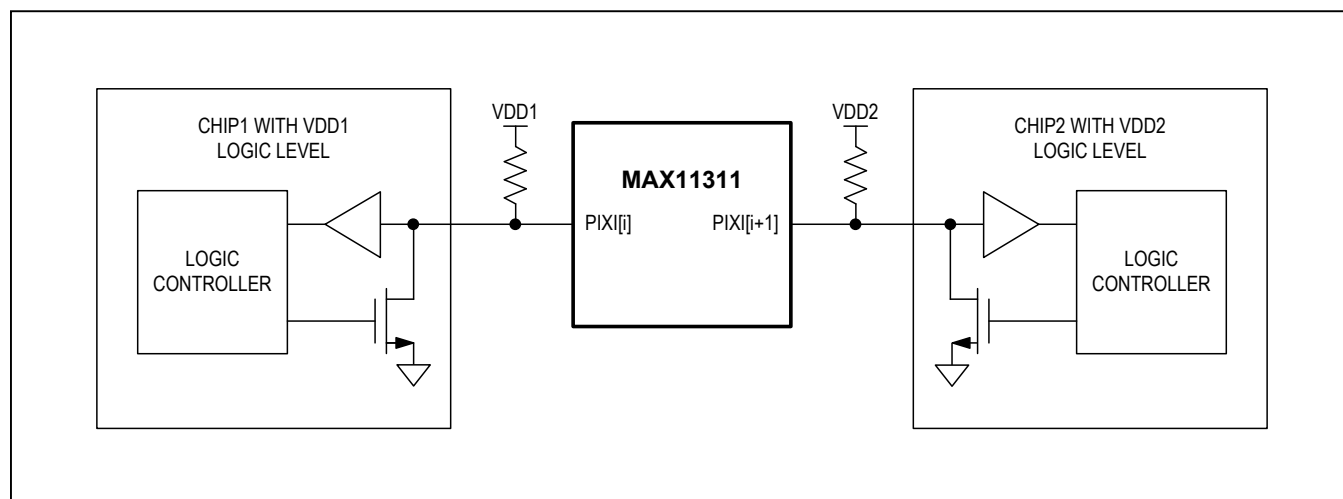 CHIP1 WITH VDD1
LOGIC LEVEL
LOGIC
CONTROLLER
VDD1
MAX11311
PIXI[i]
PIXI[i+1]
VDD2
CHIP2 WITH VDD2
LOGIC LEVEL
LOGIC
CONTROLLER